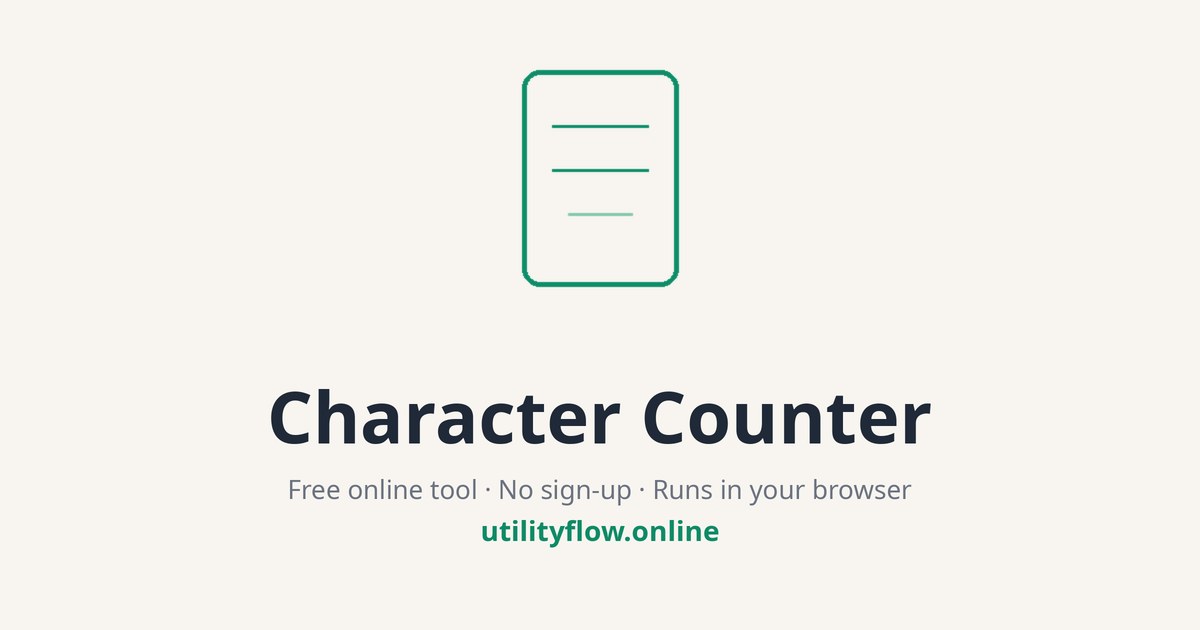 Character Counter
Free online tool · No sign-up · Runs in your browser
utilityflow.online